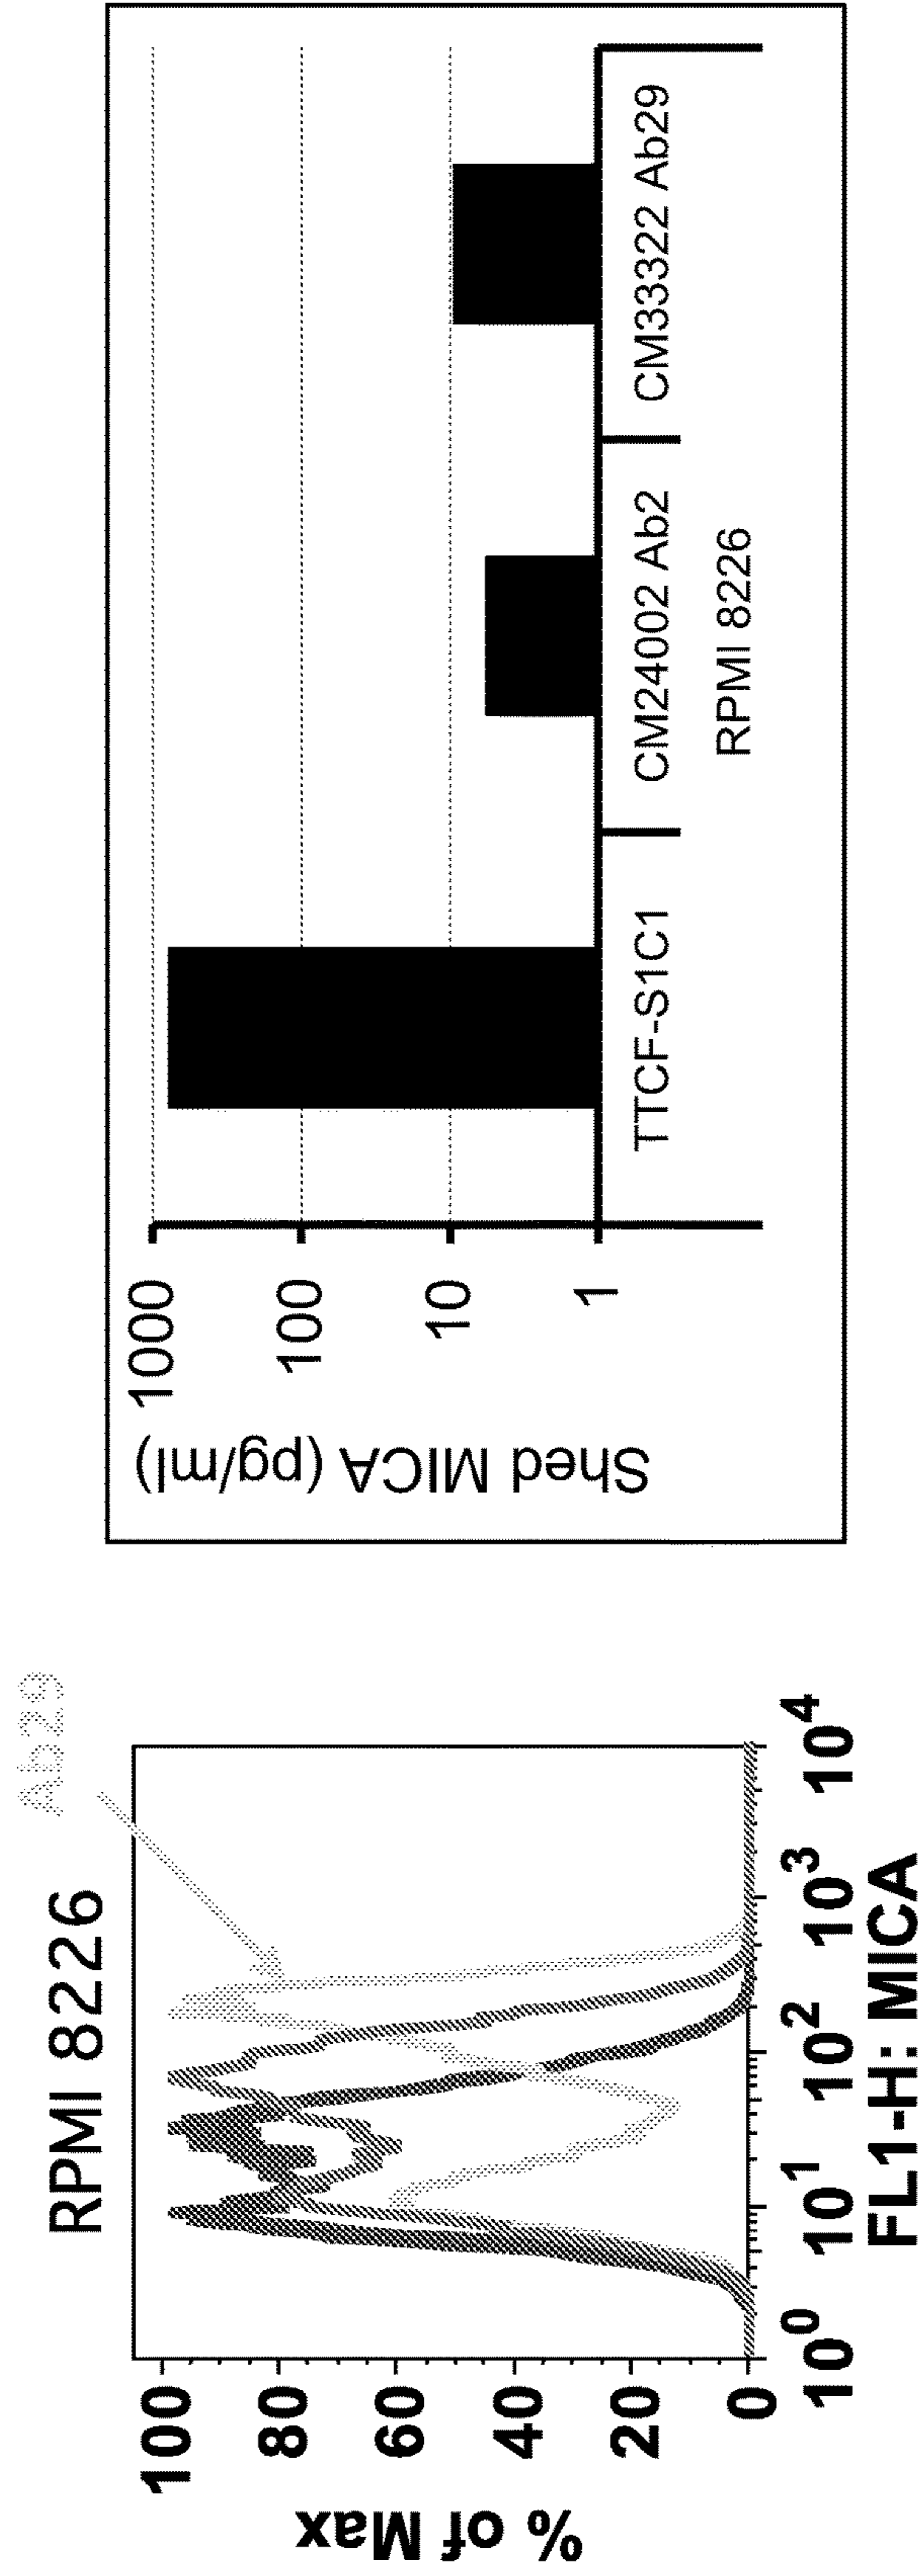 RPMI 8226
Ab29
% of Max
100
80
60
40
20
0
10^0 10^1 10^2 10^3 10^4
FL1-H: MICA
Shed MICA (pg/ml)
1000
100
10
1
TTCF-S1C1 CM24002 Ab2 CM33322 Ab29
RPMI 8226